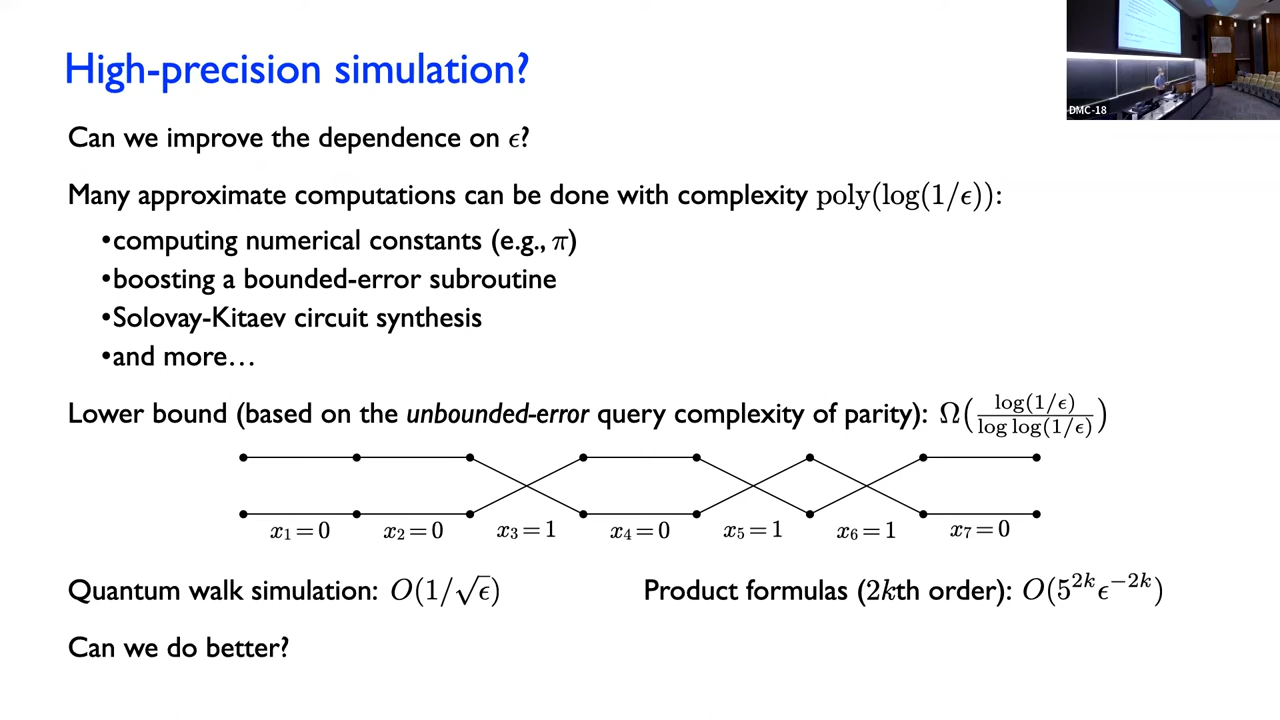 High-precision simulation?
DMC-18
Can we improve the dependence on ϵ?
Many approximate computations can be done with complexity poly(log(1/ϵ)):
•computing numerical constants (e.g., π)
•boosting a bounded-error subroutine
•Solovay-Kitaev circuit synthesis
•and more…
Lower bound (based on the unbounded-error query complexity of parity): Ω(log(1/ϵ)/log log(1/ϵ))
x₁=0 x₂=0 x₃=1 x₄=0 x₅=1 x₆=1 x₇=0
Quantum walk simulation: O(1/√ϵ) Product formulas (2kth order): O(5²ᵏϵ⁻²ᵏ)
Can we do better?